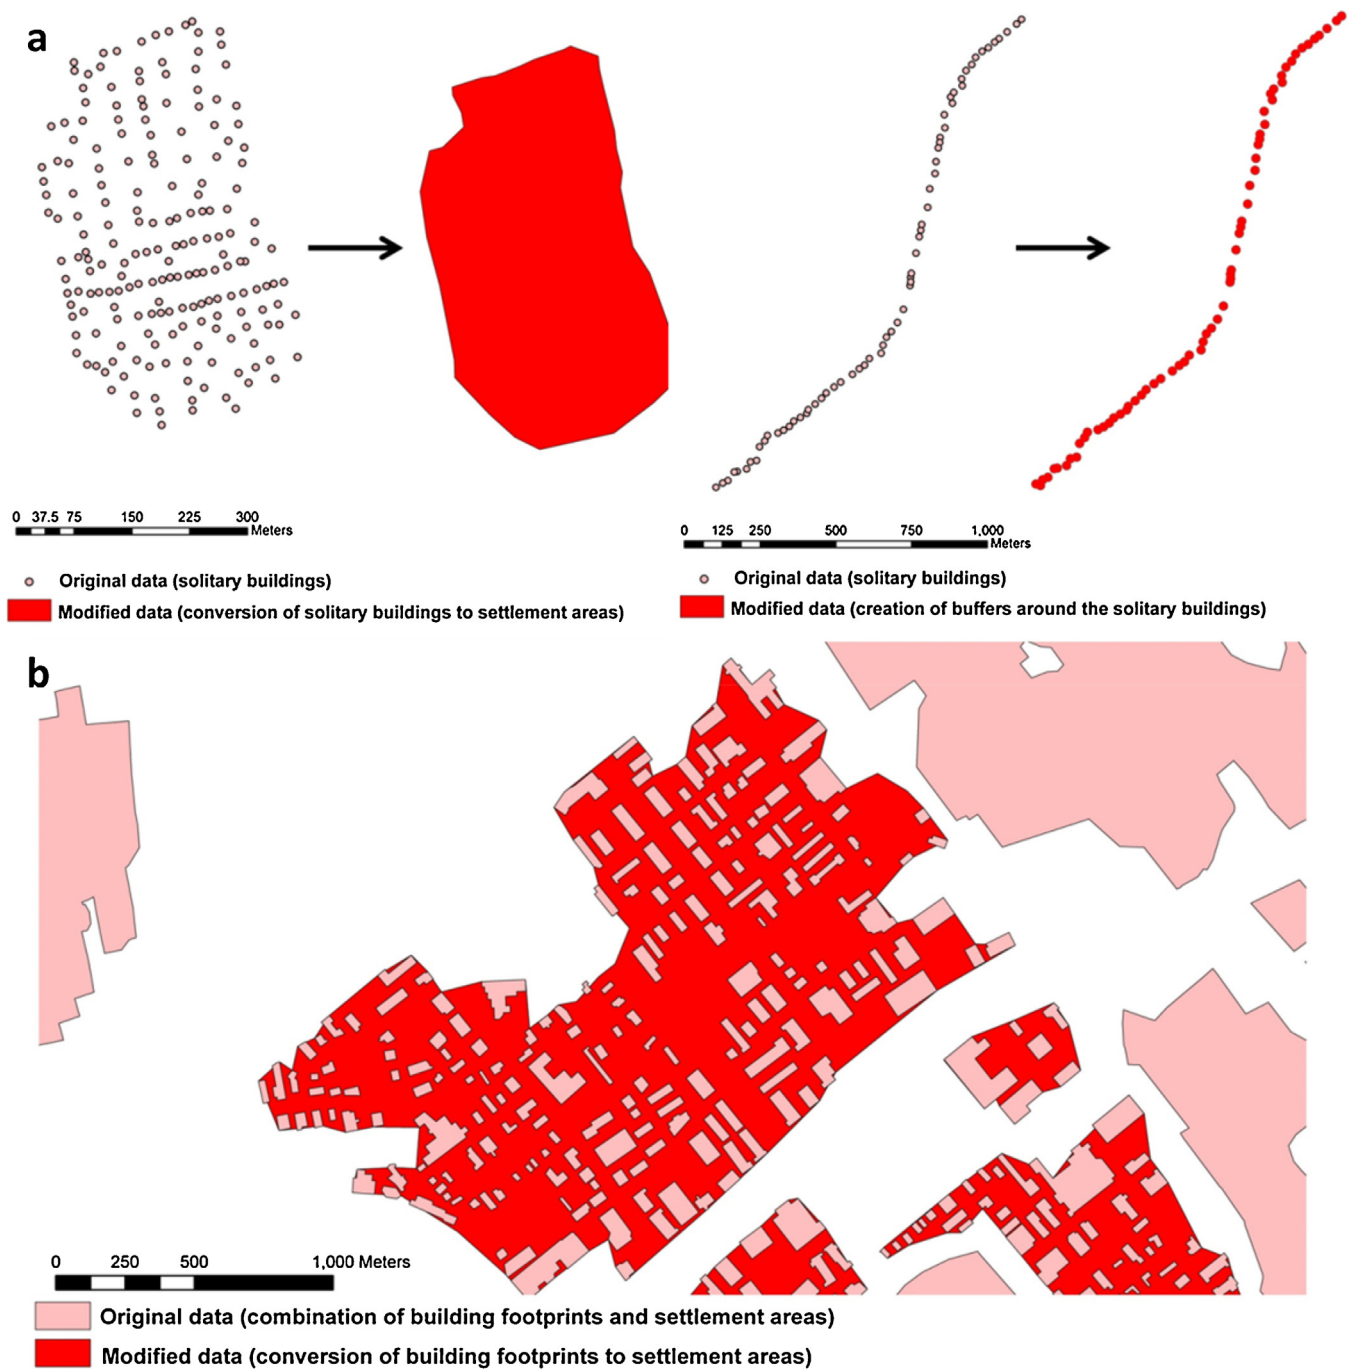 a
0 37.5 75 150 225 300
Meters
Original data (solitary buildings)
Modified data (conversion of solitary buildings to settlement areas)
0 125 250 500 750 1,000
Meters
Original data (solitary buildings)
Modified data (creation of buffers around the solitary buildings)
b
0 250 500 1,000 Meters
Original data (combination of building footprints and settlement areas)
Modified data (conversion of building footprints to settlement areas)